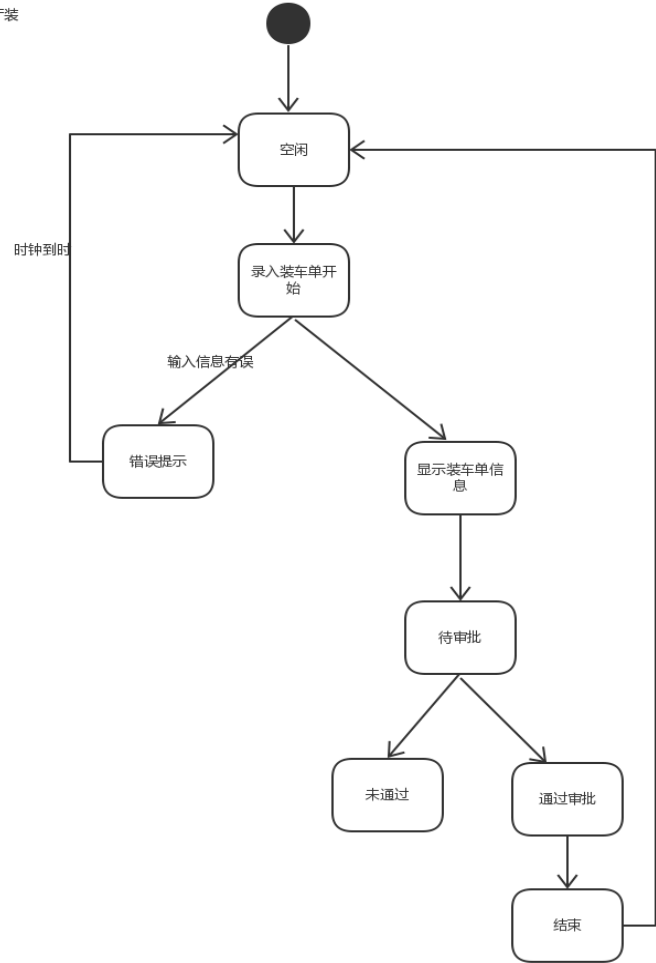 装
空闲
时钟到时
录入装车单开
始
输入信息有误
错误提示
显示装车单信
息
待审批
未通过
通过审批
结束